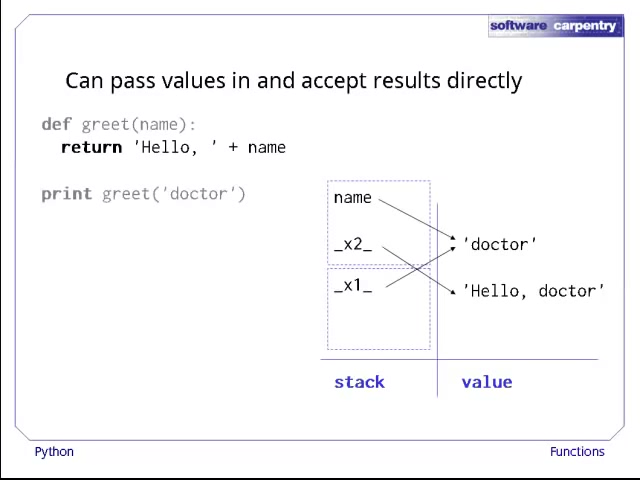 software carpentry
Can pass values in and accept results directly
def greet(name):
return 'Hello, ' + name
print greet('doctor')
name
_x2_
'doctor'
_x1_
'Hello, doctor'
stack
value
Python
Functions